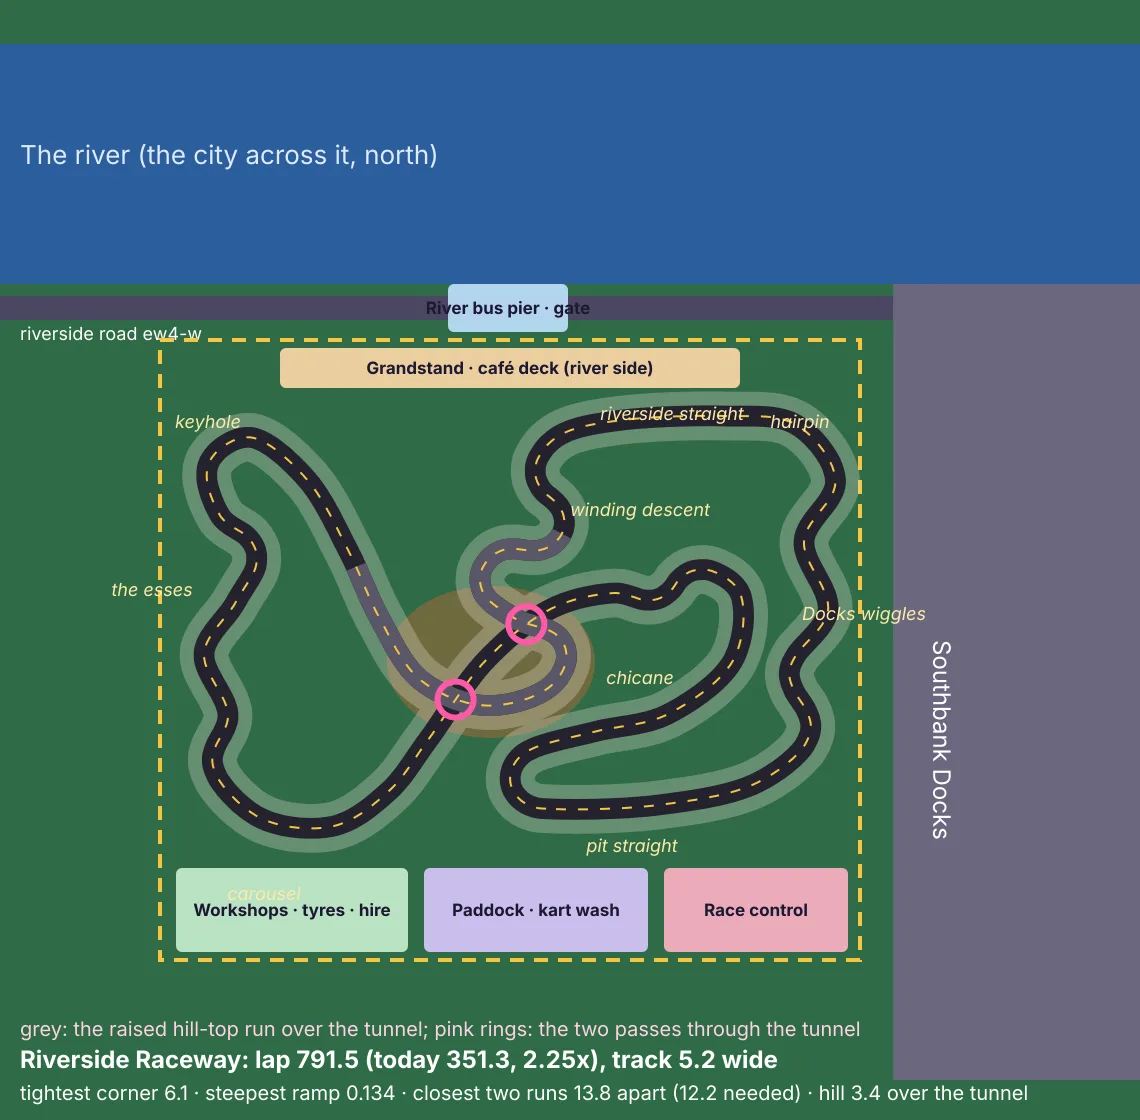 The river (the city across it, north)
River bus pier · gate
riverside road ew4-w
Grandstand · café deck (river side)
riverside straight
keyhole
hairpin
winding descent
the esses
Docks wiggles
chicane
Southbank Docks
pit straight
carousel
Workshops · tyres · hire
Paddock · kart wash
Race control
grey: the raised hill-top run over the tunnel; pink rings: the two passes through the tunnel
Riverside Raceway: lap 791.5 (today 351.3, 2.25x), track 5.2 wide
tightest corner 6.1 · steepest ramp 0.134 · closest two runs 13.8 apart (12.2 needed) · hill 3.4 over the tunnel